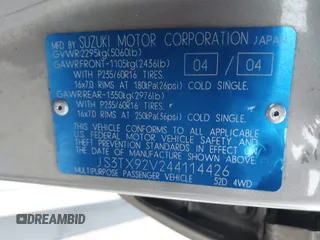 MFD.BY SUZUKI MOTOR CORPORATION JAPAN
GVWR:2295kg(5060lb)
GAWR:FRONT-1105kg(2436lb) 04 / 04
WITH P235/60R16 TIRES.
16x7.0 RIMS AT 180kPa(26psi) COLD SINGLE.
GAWR:REAR-1350kg(2976lb)
WITH P235/60R16 TIRES.
16x7.0 RIMS AT 250kPa(36psi) COLD SINGLE.
THIS VEHICLE CONFORMS TO ALL APPLICABLE
U.S. FEDERAL MOTOR VEHICLE SAFETY AND
THEFT PREVENTION STANDARDS IN EFFECT ON
THE DATE OF MANUFACTURE SHOWN ABOVE.
JS3TX92V244114426
MULTIPURPOSE PASSENGER VEHICLE 52D 4WD